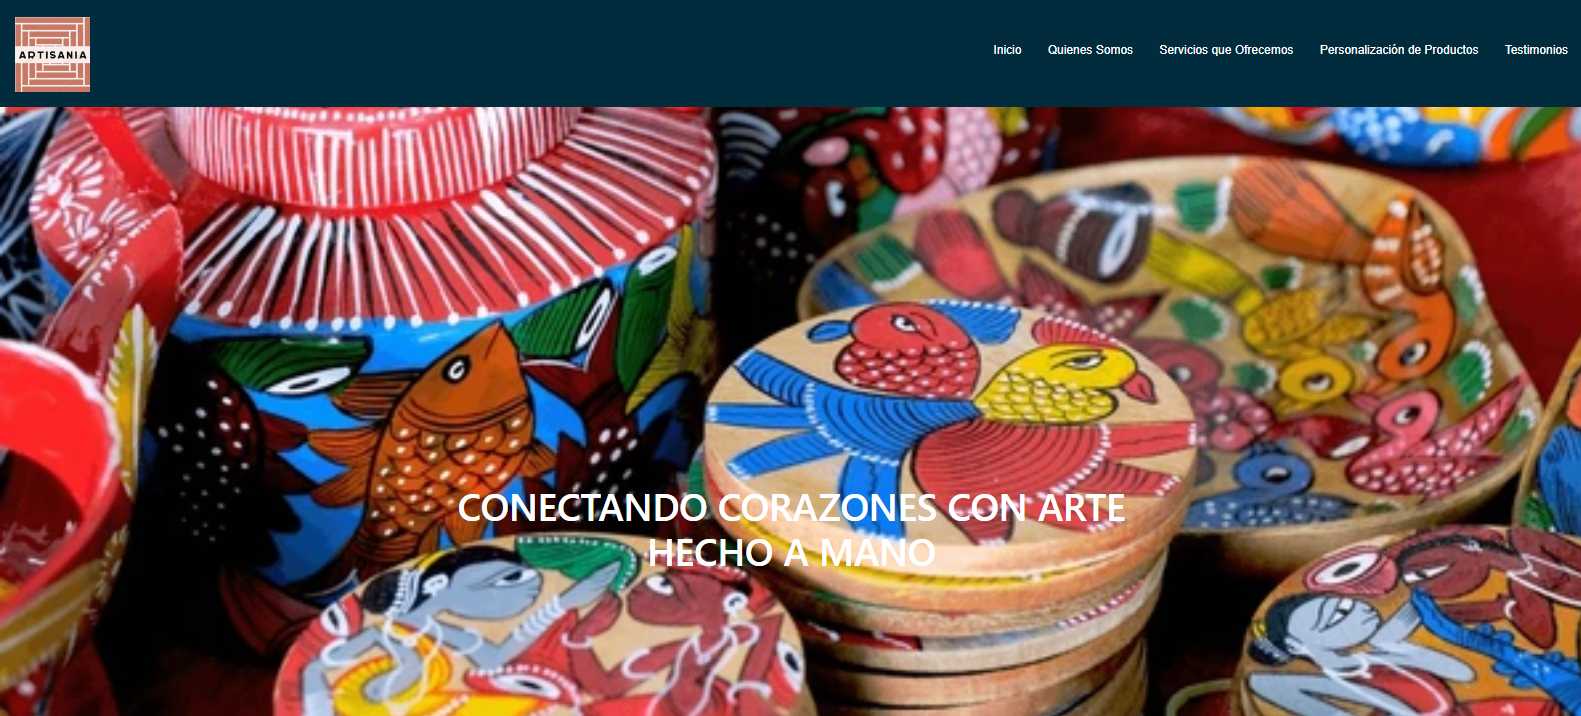 ARTISANIA
Inicio Quienes Somos Servicios que Ofrecemos Personalización de Productos Testimonios
CONECTANDO CORAZONES CON ARTE
HECHO A MANO